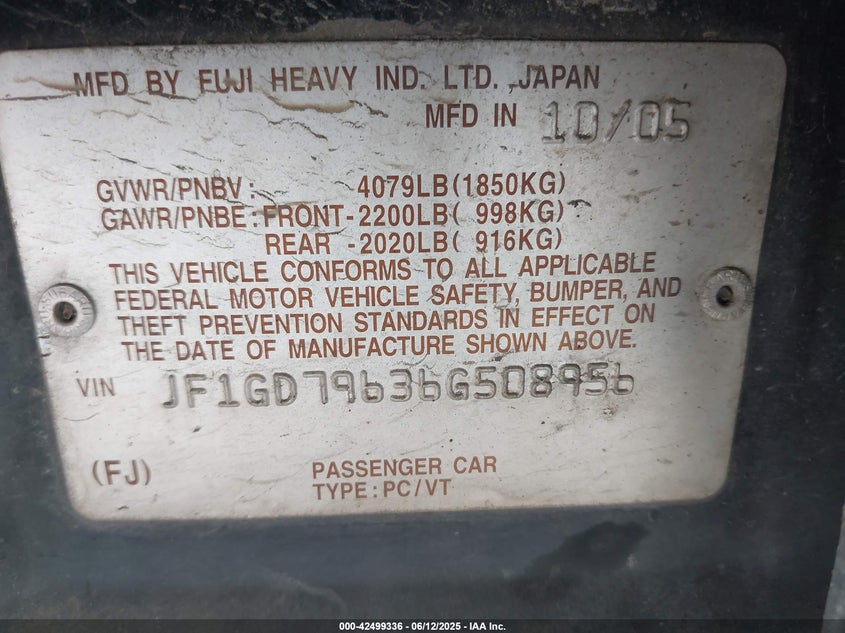 MFD BY FUJI HEAVY IND. LTD., JAPAN
MFD IN 10/05
GVWR/PNBV: 4079LB(1850KG)
GAWR/PNBE: FRONT-2200LB( 998KG)
REAR -2020LB( 916KG)
THIS VEHICLE CONFORMS TO ALL APPLICABLE
FEDERAL MOTOR VEHICLE SAFETY, BUMPER, AND
THEFT PREVENTION STANDARDS IN EFFECT ON
THE DATE OF MANUFACTURE SHOWN ABOVE.
VIN JF1GD79636G508956
(FJ) PASSENGER CAR
TYPE: PC/VT
000-42499336 - 06/12/2025 - IAA Inc.